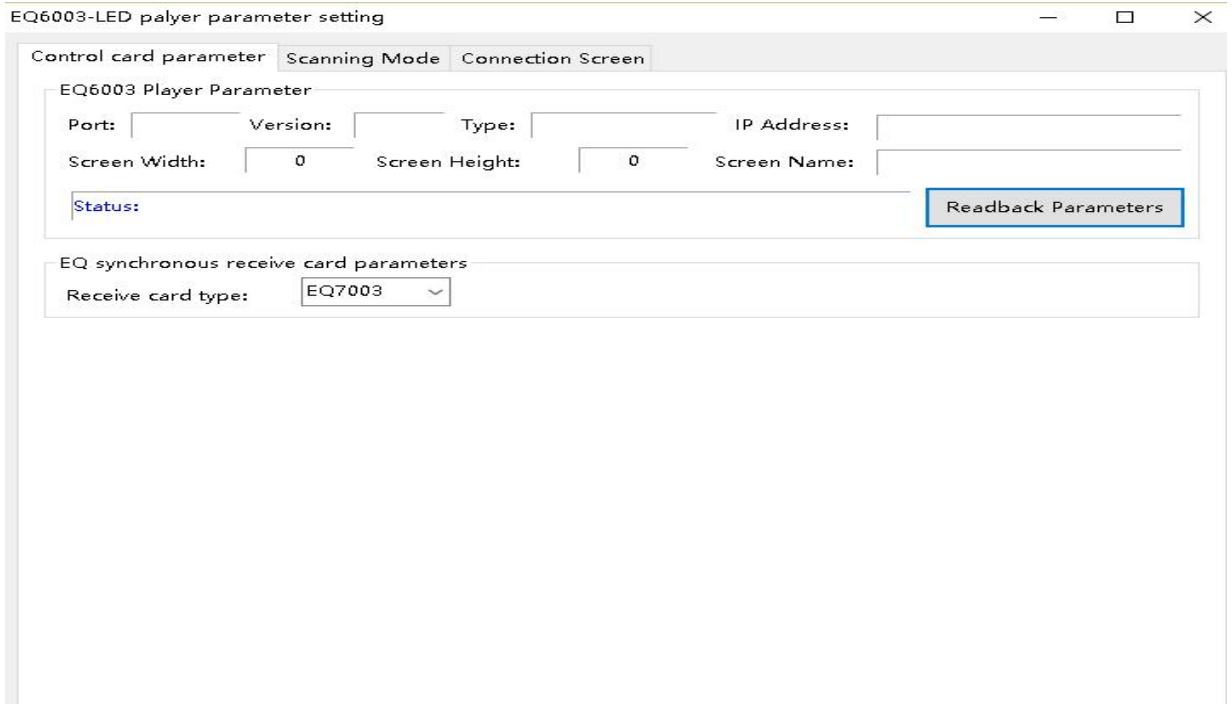 EQ6003-LED palyer parameter setting
Control card parameter Scanning Mode Connection Screen
EQ6003 Player Parameter
Port: Version: Type: IP Address:
Screen Width: 0 Screen Height: 0 Screen Name:
Status: Readback Parameters
EQ synchronous receive card parameters
Receive card type: EQ7003